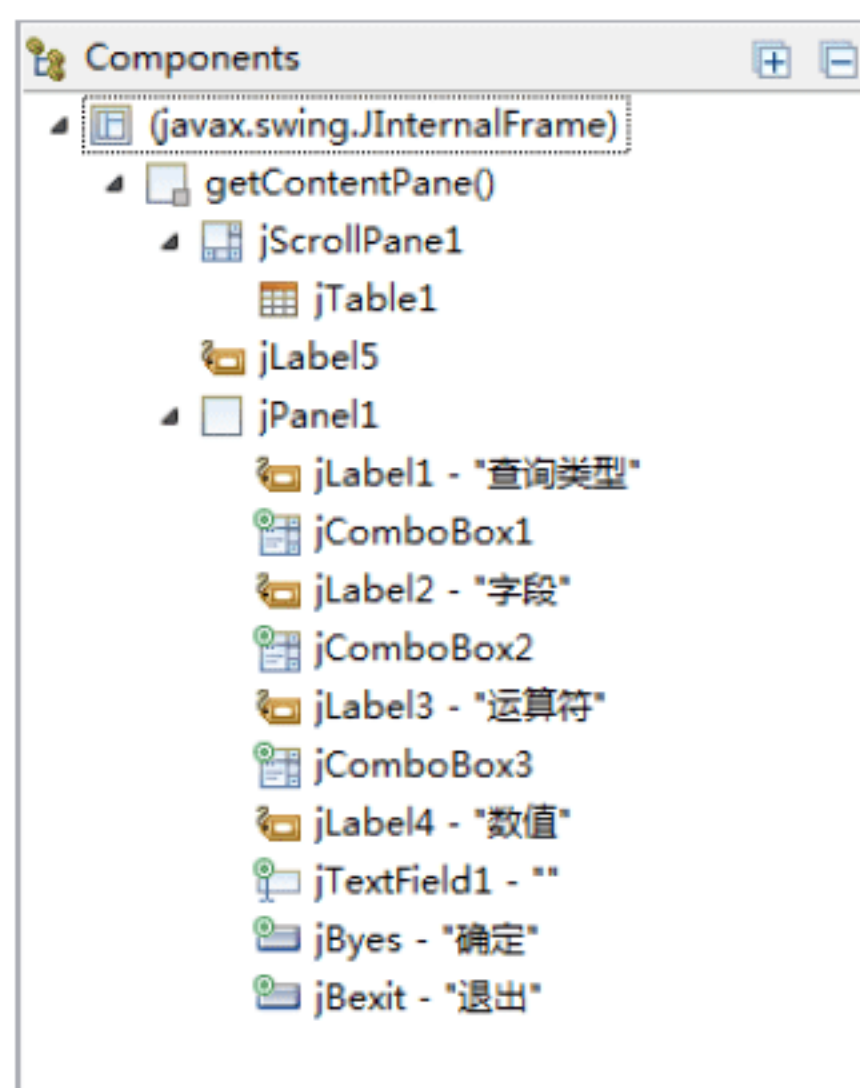 Components
(javax.swing.JInternalFrame)
getContentPane()
jScrollPane1
jTable1
jLabel5
jPanel1
jLabel1 - "查询类型"
jComboBox1
jLabel2 - "字段"
jComboBox2
jLabel3 - "运算符"
jComboBox3
jLabel4 - "数值"
jTextField1 - ""
jByes - "确定"
jBexit - "退出"